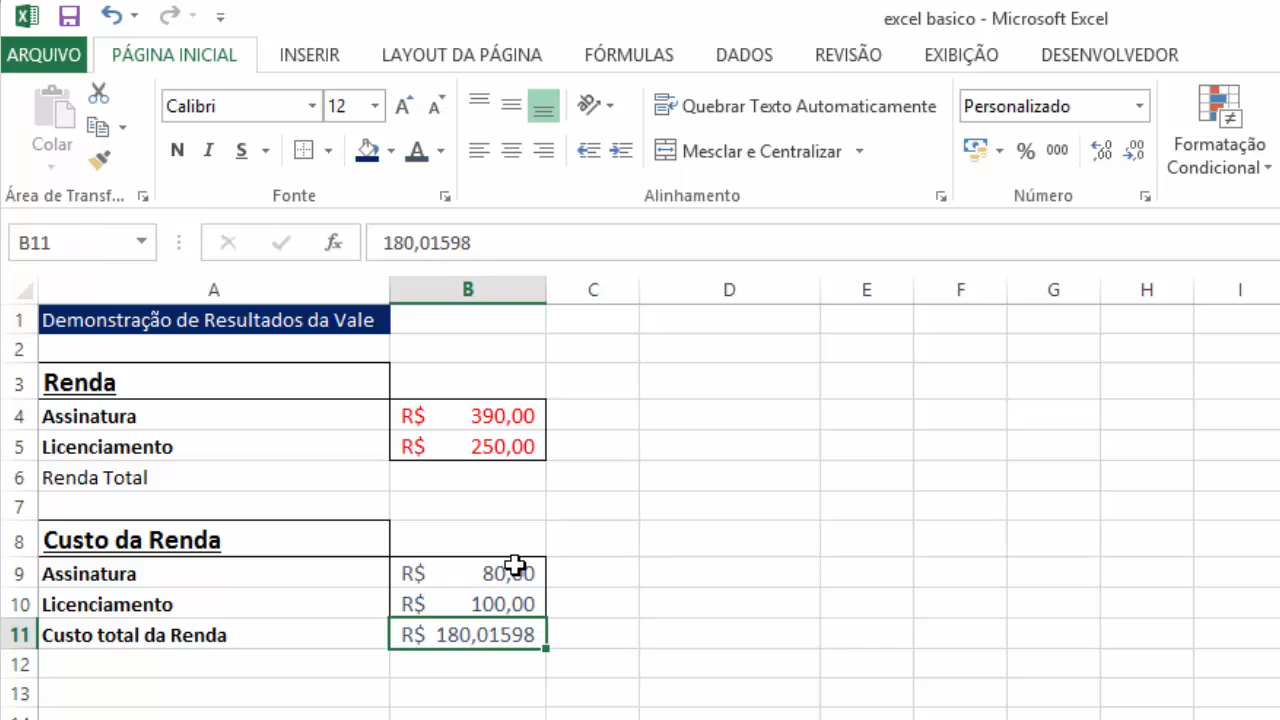 excel basico - Microsoft Excel
ARQUIVO PÁGINA INICIAL INSERIR LAYOUT DA PÁGINA FÓRMULAS DADOS REVISÃO EXIBIÇÃO DESENVOLVEDOR
Colar
Calibri 12
N I S A
Quebrar Texto Automaticamente
Mesclar e Centralizar
Personalizado
% 000
Formatação
Condicional
Área de Transf... Fonte Alinhamento Número
B11 fx 180,01598
A B C D E F G H I
1 Demonstração de Resultados da Vale
2
3 Renda
4 Assinatura R$ 390,00
5 Licenciamento R$ 250,00
6 Renda Total
7
8 Custo da Renda
9 Assinatura R$ 80,00
10 Licenciamento R$ 100,00
11 Custo total da Renda R$ 180,01598
12
13